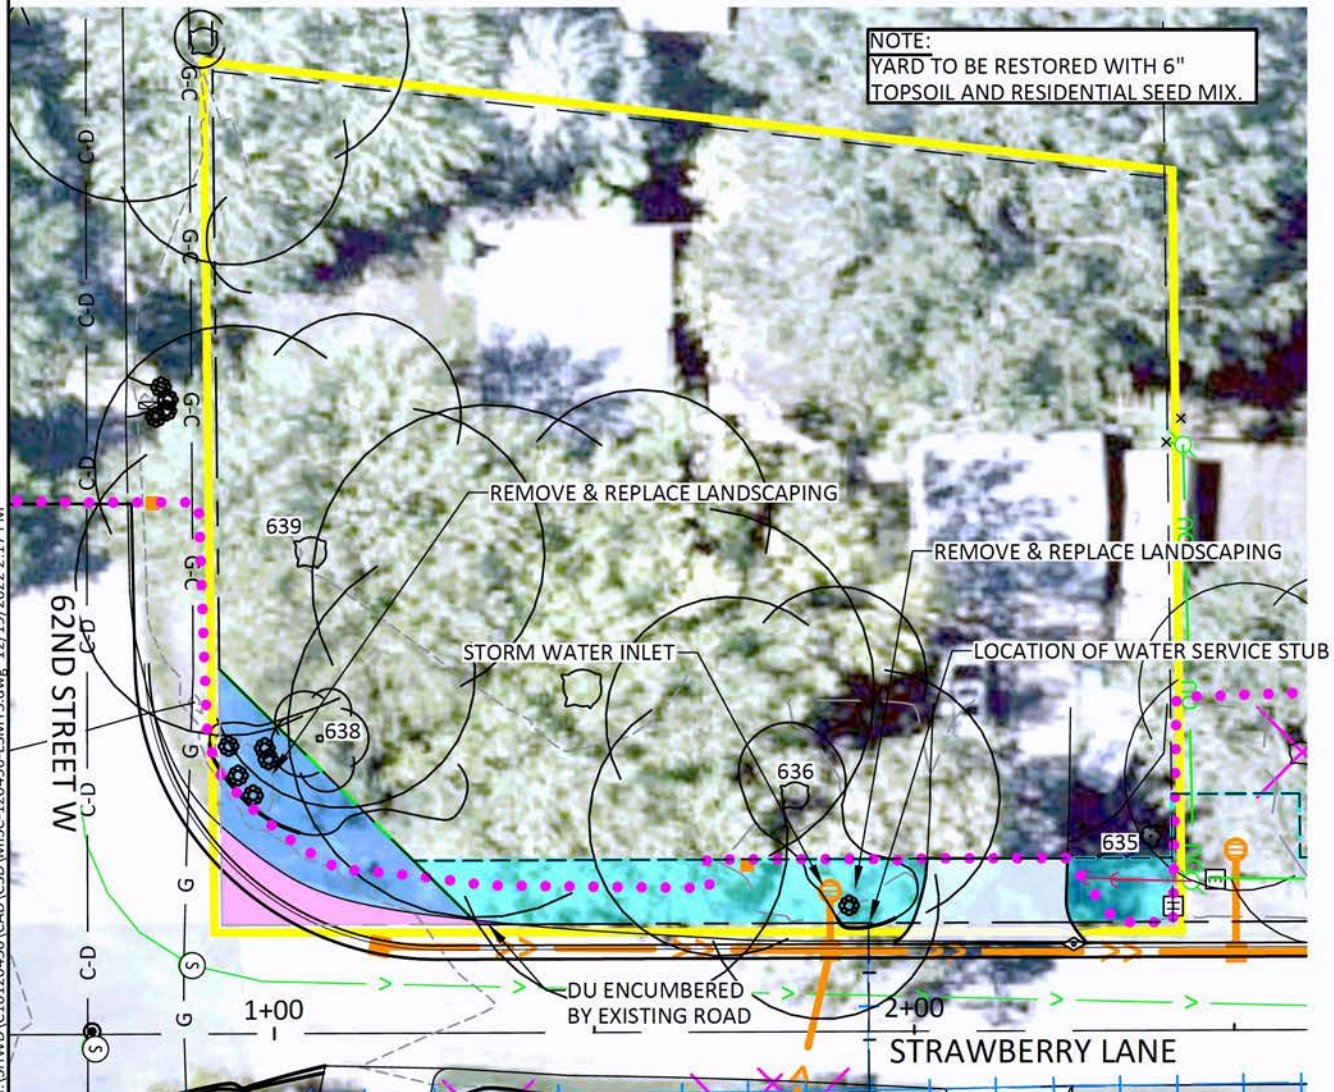 NOTE:
YARD TO BE RESTORED WITH 6"
TOPSOIL AND RESIDENTIAL SEED MIX.
G-C
C-D
G-C
C-D
G-C
C-D
G-C
REMOVE & REPLACE LANDSCAPING
639
REMOVE & REPLACE LANDSCAPING
62ND STREET W
C-D
STORM WATER INLET
LOCATION OF WATER SERVICE STUB
638
G
636
C-D
635
G
E
H
S
C-D
DU ENCUMBERED
BY EXISTING ROAD
1+00
2+00
G
S
STRAWBERRY LANE